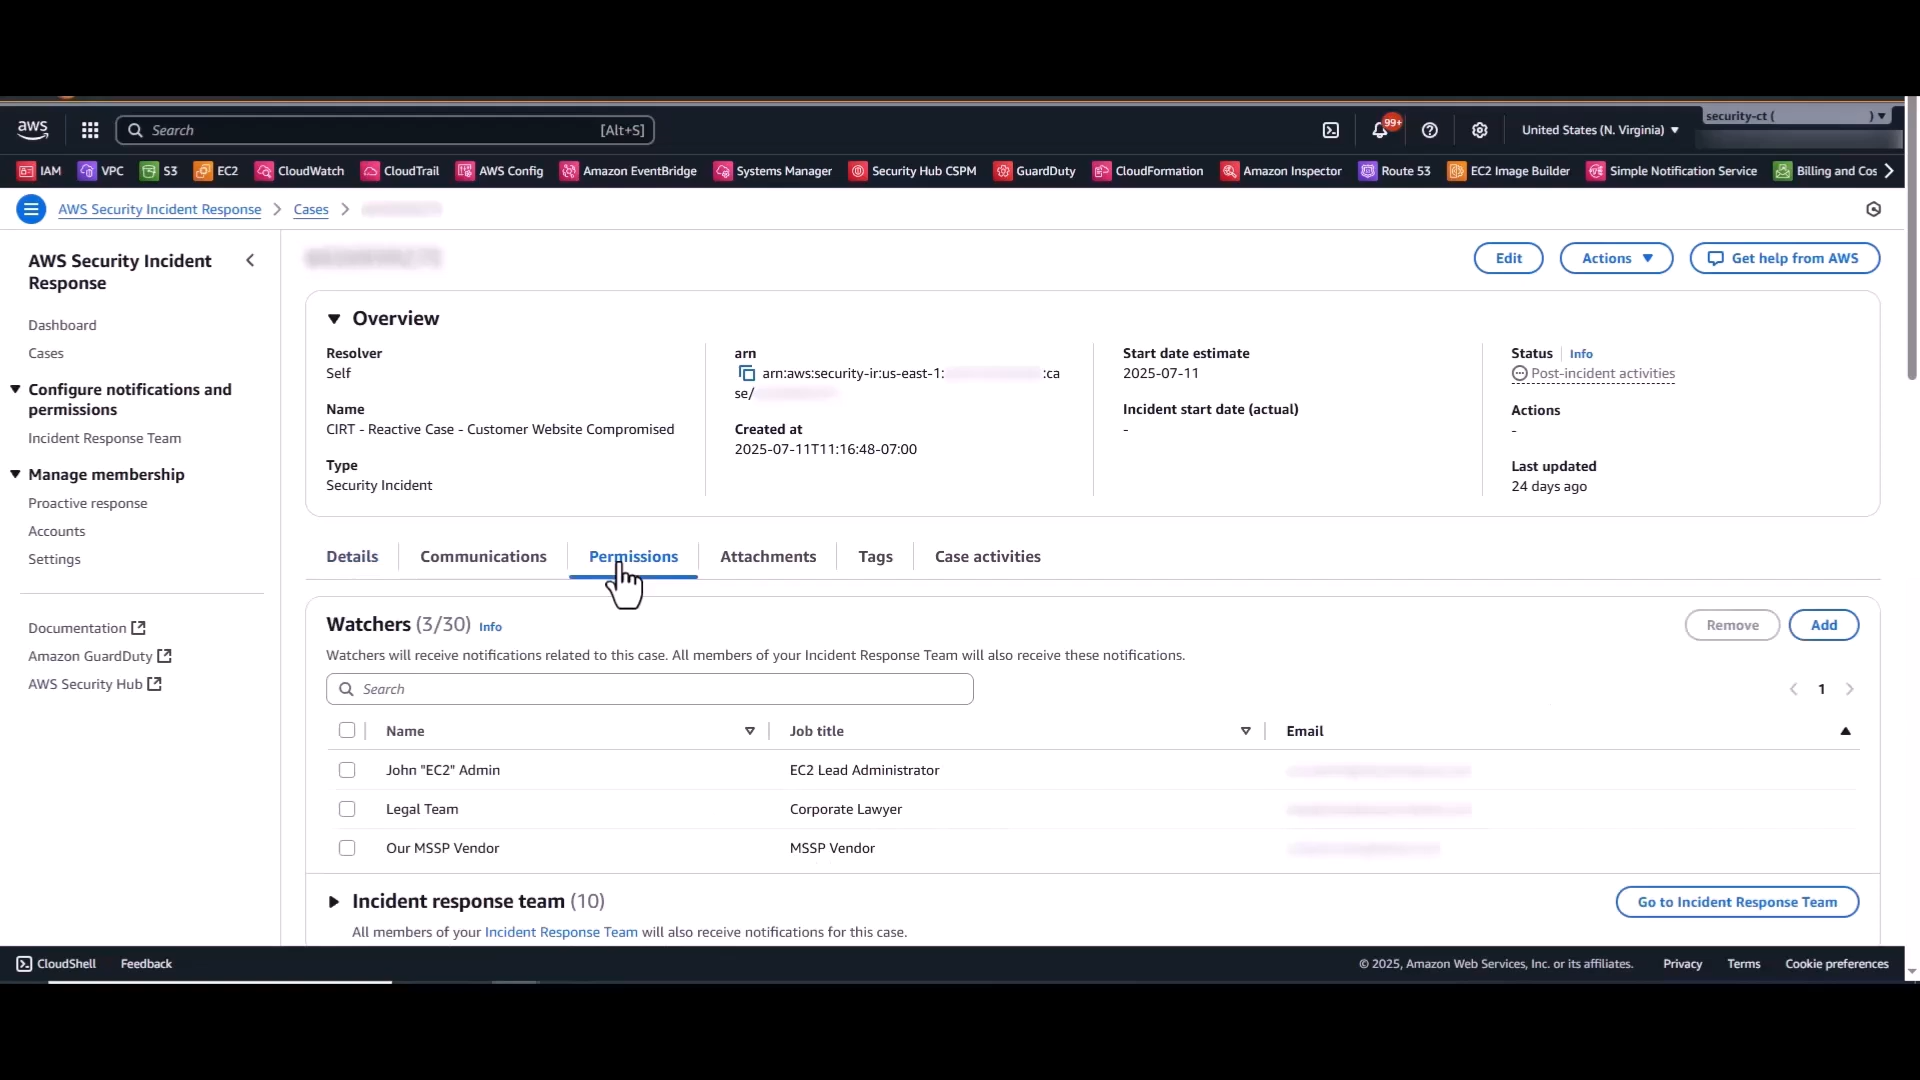 aws
Search [Alt+S]
99+
United States (N. Virginia)
security-ct ( )
IAM VPC S3 EC2 CloudWatch CloudTrail AWS Config Amazon EventBridge Systems Manager Security Hub CSPM GuardDuty CloudFormation Amazon Inspector Route 53 EC2 Image Builder Simple Notification Service Billing and Cos
AWS Security Incident Response > Cases >
AWS Security Incident
Response
Dashboard
Cases
Configure notifications and
permissions
Incident Response Team
Manage membership
Proactive response
Accounts
Settings
Documentation
Amazon GuardDuty
AWS Security Hub
Edit
Actions
Get help from AWS
Overview
Resolver
Self
Name
CIRT - Reactive Case - Customer Website Compromised
Type
Security Incident
arn
arn:aws:security-ir:us-east-1: :ca
se/
Created at
2025-07-11T11:16:48-07:00
Start date estimate
2025-07-11
Incident start date (actual)
-
Status Info
Post-incident activities
Actions
-
Last updated
24 days ago
Details Communications Permissions Attachments Tags Case activities
Watchers (3/30) Info
Remove
Add
Watchers will receive notifications related to this case. All members of your Incident Response Team will also receive these notifications.
Search
1
Name Job title Email
John "EC2" Admin EC2 Lead Administrator
Legal Team Corporate Lawyer
Our MSSP Vendor MSSP Vendor
Incident response team (10)
Go to Incident Response Team
All members of your Incident Response Team will also receive notifications for this case.
CloudShell Feedback
© 2025, Amazon Web Services, Inc. or its affiliates. Privacy Terms Cookie preferences